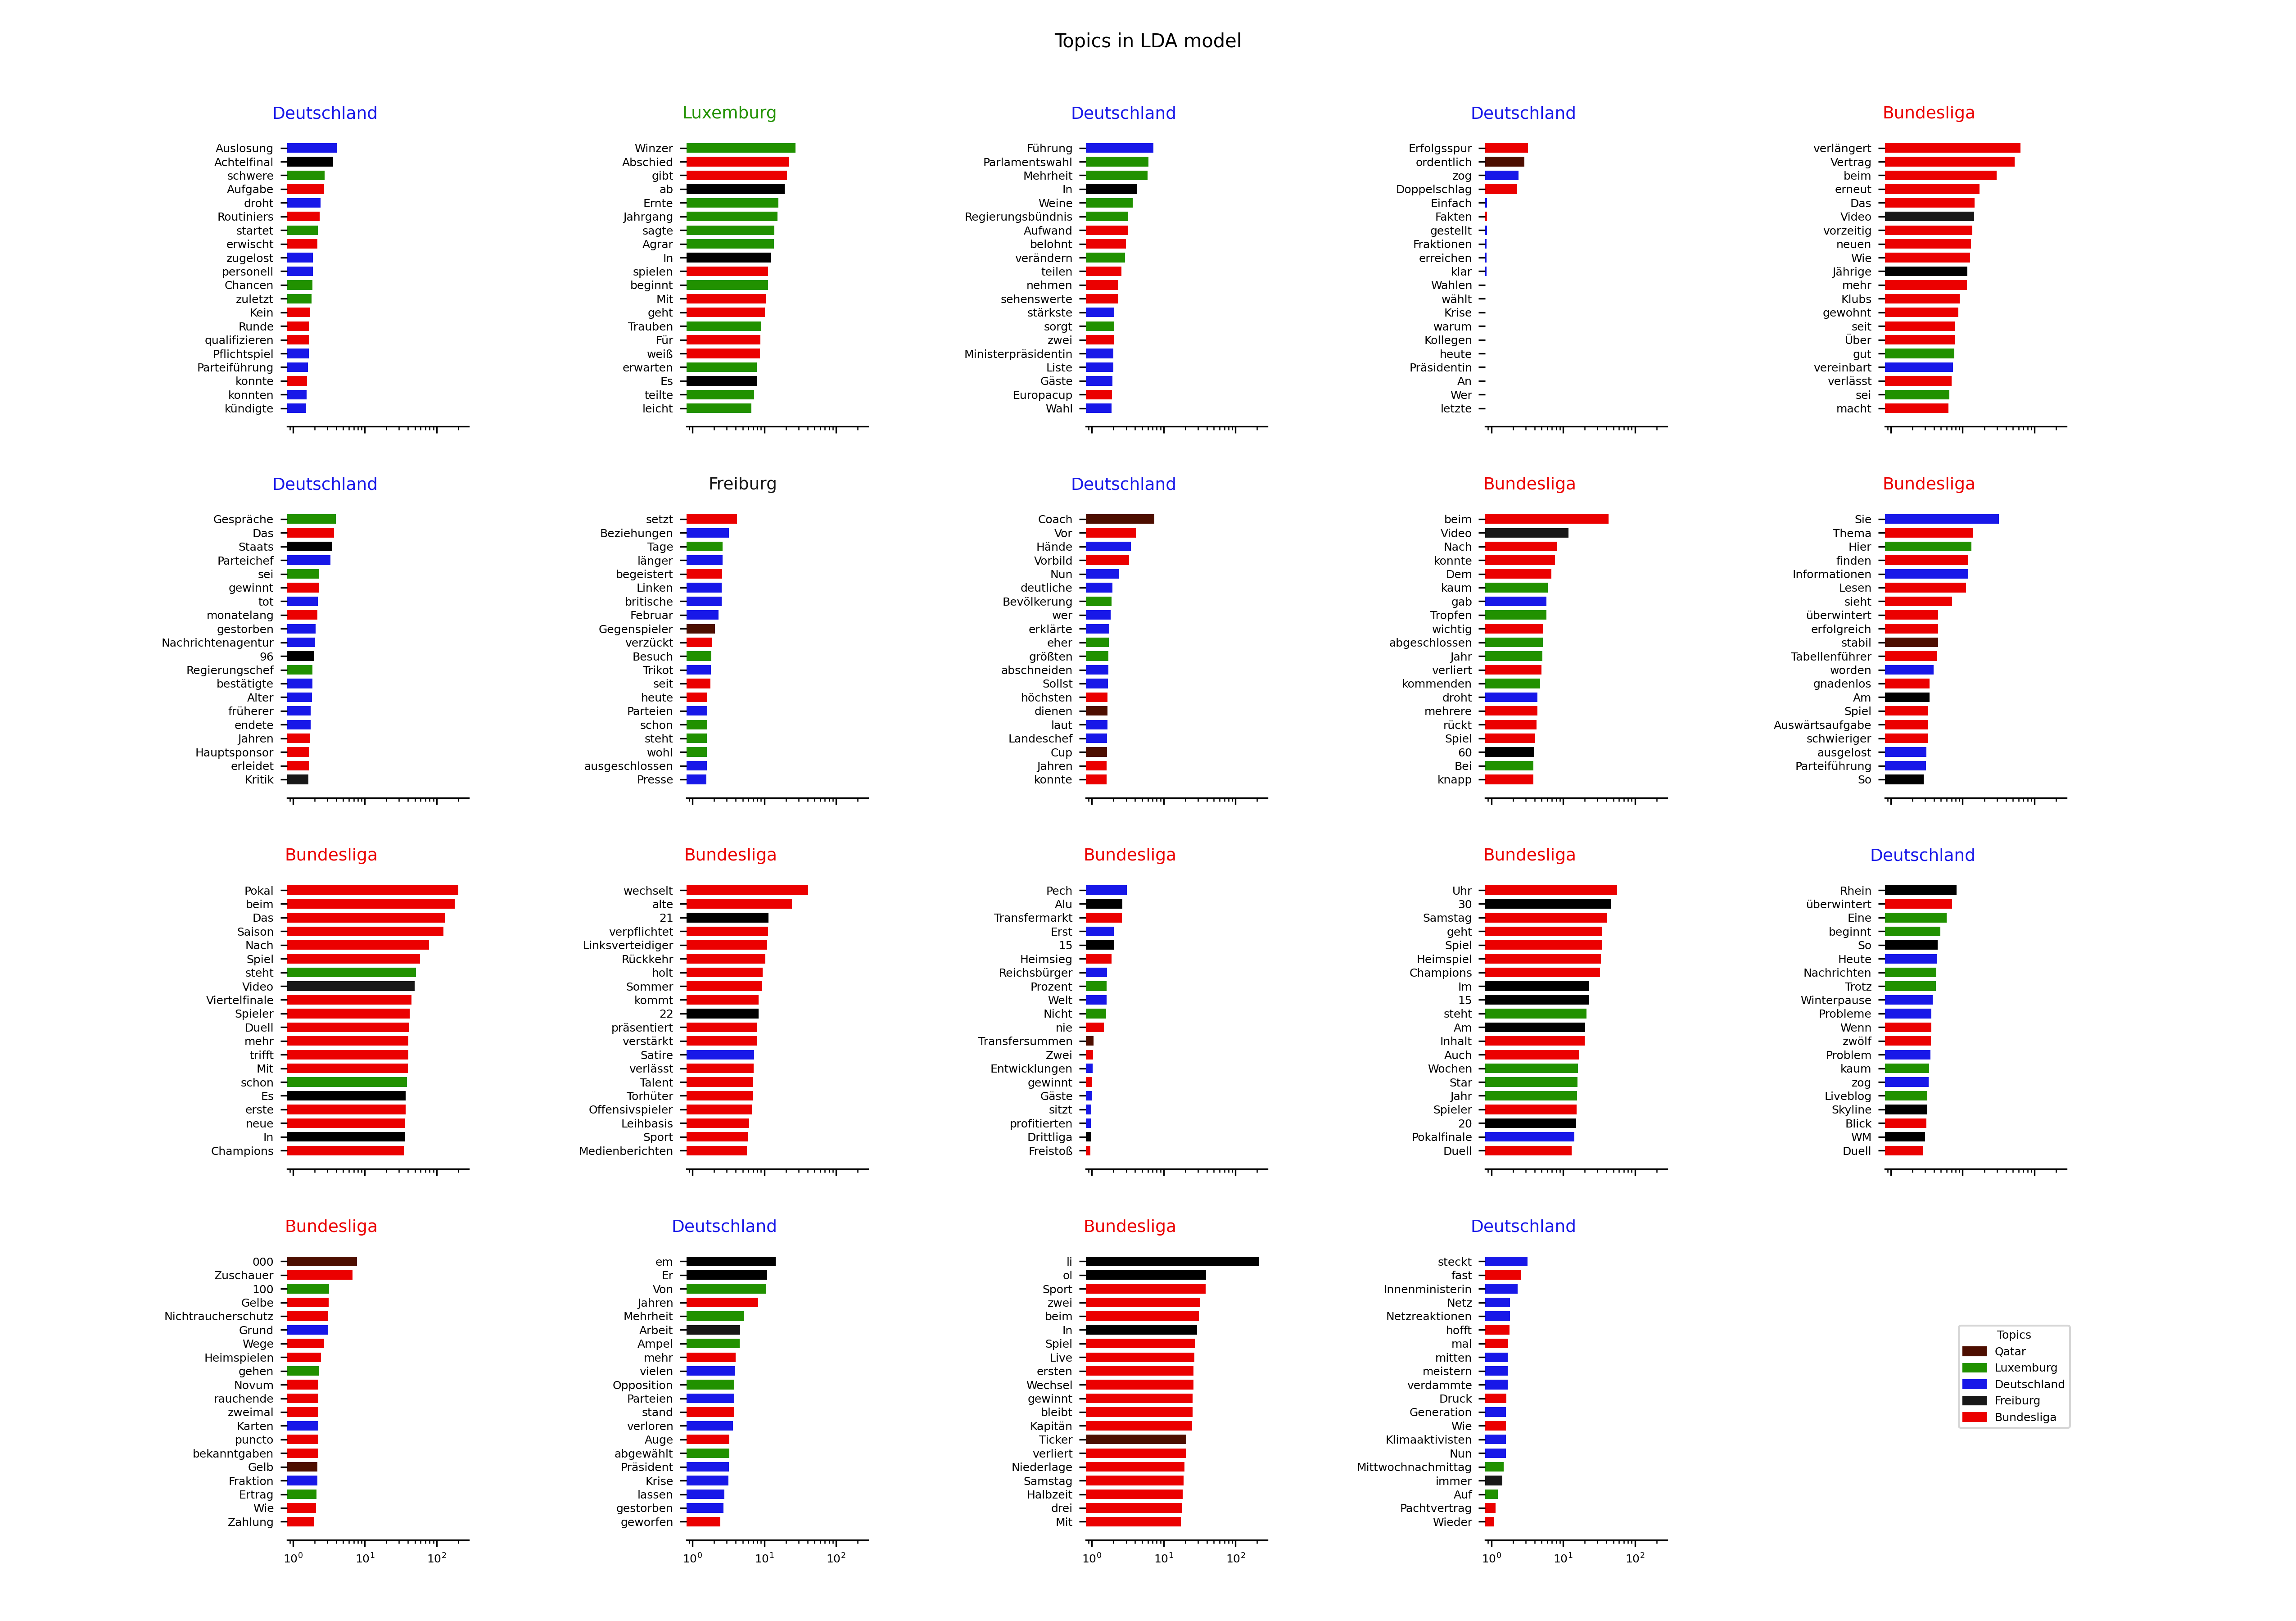 Topics in LDA model
Deutschland
Auslosung
Achtelfinal
schwere
Aufgabe
droht
Routiniers
startet
erwischt
zugelost
personell
Chancen
zuletzt
Kein
Runde
qualifizieren
Pflichtspiel
Parteiführung
konnte
konnten
kündigte
Luxemburg
Winzer
Abschied
gibt
ab
Ernte
Jahrgang
sagte
Agrar
In
spielen
beginnt
Mit
geht
Trauben
Für
weiß
erwarten
Es
teilte
leicht
Deutschland
Führung
Parlamentswahl
Mehrheit
In
Weine
Regierungsbündnis
Aufwand
belohnt
verändern
teilen
nehmen
sehenswerte
stärkste
sorgt
zwei
Ministerpräsidentin
Liste
Gäste
Europacup
Wahl
Deutschland
Erfolgsspur
ordentlich
zog
Doppelschlag
Einfach
Fakten
gestellt
Fraktionen
erreichen
klar
Wahlen
wählt
Krise
warum
Kollegen
heute
Präsidentin
An
Wer
letzte
Bundesliga
verlängert
Vertrag
beim
erneut
Das
Video
vorzeitig
neuen
Wie
Jährige
mehr
Klubs
gewohnt
seit
Über
gut
vereinbart
verlässt
sei
macht
Deutschland
Gespräche
Das
Staats
Parteichef
sei
gewinnt
tot
monatelang
gestorben
Nachrichtenagentur
96
Regierungschef
bestätigte
Alter
früherer
endete
Jahren
Hauptsponsor
erleidet
Kritik
Freiburg
setzt
Beziehungen
Tage
länger
begeistert
Linken
britische
Februar
Gegenspieler
verzückt
Besuch
Trikot
seit
heute
Parteien
schon
steht
wohl
ausgeschlossen
Presse
Deutschland
Coach
Vor
Hände
Vorbild
Nun
deutliche
Bevölkerung
wer
erklärte
eher
größten
abschneiden
Sollst
höchsten
dienen
laut
Landeschef
Cup
Jahren
konnte
Bundesliga
beim
Video
Nach
konnte
Dem
kaum
gab
Tropfen
wichtig
abgeschlossen
Jahr
verliert
kommenden
droht
mehrere
rückt
Spiel
60
Bei
knapp
Bundesliga
Sie
Thema
Hier
finden
Informationen
Lesen
sieht
überwintert
erfolgreich
stabil
Tabellenführer
worden
gnadenlos
Am
Spiel
Auswärtsaufgabe
schwieriger
ausgelost
Parteiführung
So
Bundesliga
Pokal
beim
Das
Saison
Nach
Spiel
steht
Video
Viertelfinale
Spieler
Duell
mehr
trifft
Mit
schon
Es
erste
neue
In
Champions
Bundesliga
wechselt
alte
21
verpflichtet
Linksverteidiger
Rückkehr
holt
Sommer
kommt
22
präsentiert
verstärkt
Satire
verlässt
Talent
Torhüter
Offensivspieler
Leihbasis
Sport
Medienberichten
Bundesliga
Pech
Alu
Transfermarkt
Erst
15
Heimsieg
Reichsbürger
Prozent
Welt
Nicht
nie
Transfersummen
Zwei
Entwicklungen
gewinnt
Gäste
sitzt
profitierten
Drittliga
Freistoß
Bundesliga
Uhr
30
Samstag
geht
Spiel
Heimspiel
Champions
Im
15
steht
Am
Inhalt
Auch
Wochen
Star
Jahr
Spieler
20
Pokalfinale
Duell
Deutschland
Rhein
überwintert
Eine
beginnt
So
Heute
Nachrichten
Trotz
Winterpause
Probleme
Wenn
zwölf
Problem
kaum
zog
Liveblog
Skyline
Blick
WM
Duell
Bundesliga
000
Zuschauer
100
Gelbe
Nichtraucherschutz
Grund
Wege
Heimspielen
gehen
Novum
rauchende
zweimal
Karten
puncto
bekanntgaben
Gelb
Fraktion
Ertrag
Wie
Zahlung
10⁰ 10¹ 10²
Deutschland
em
Er
Von
Jahren
Mehrheit
Arbeit
Ampel
mehr
vielen
Opposition
Parteien
stand
verloren
Auge
abgewählt
Präsident
Krise
lassen
gestorben
geworfen
10⁰ 10¹ 10²
Bundesliga
li
ol
Sport
zwei
beim
In
Spiel
Live
ersten
Wechsel
gewinnt
bleibt
Kapitän
Ticker
verliert
Niederlage
Samstag
Halbzeit
drei
Mit
10⁰ 10¹ 10²
Deutschland
steckt
fast
Innenministerin
Netz
Netzreaktionen
hofft
mal
mitten
meistern
verdammte
Druck
Generation
Wie
Klimaaktivisten
Nun
Mittwochnachmittag
immer
Auf
Pachtvertrag
Wieder
10⁰ 10¹ 10²
Topics
Qatar
Luxemburg
Deutschland
Freiburg
Bundesliga